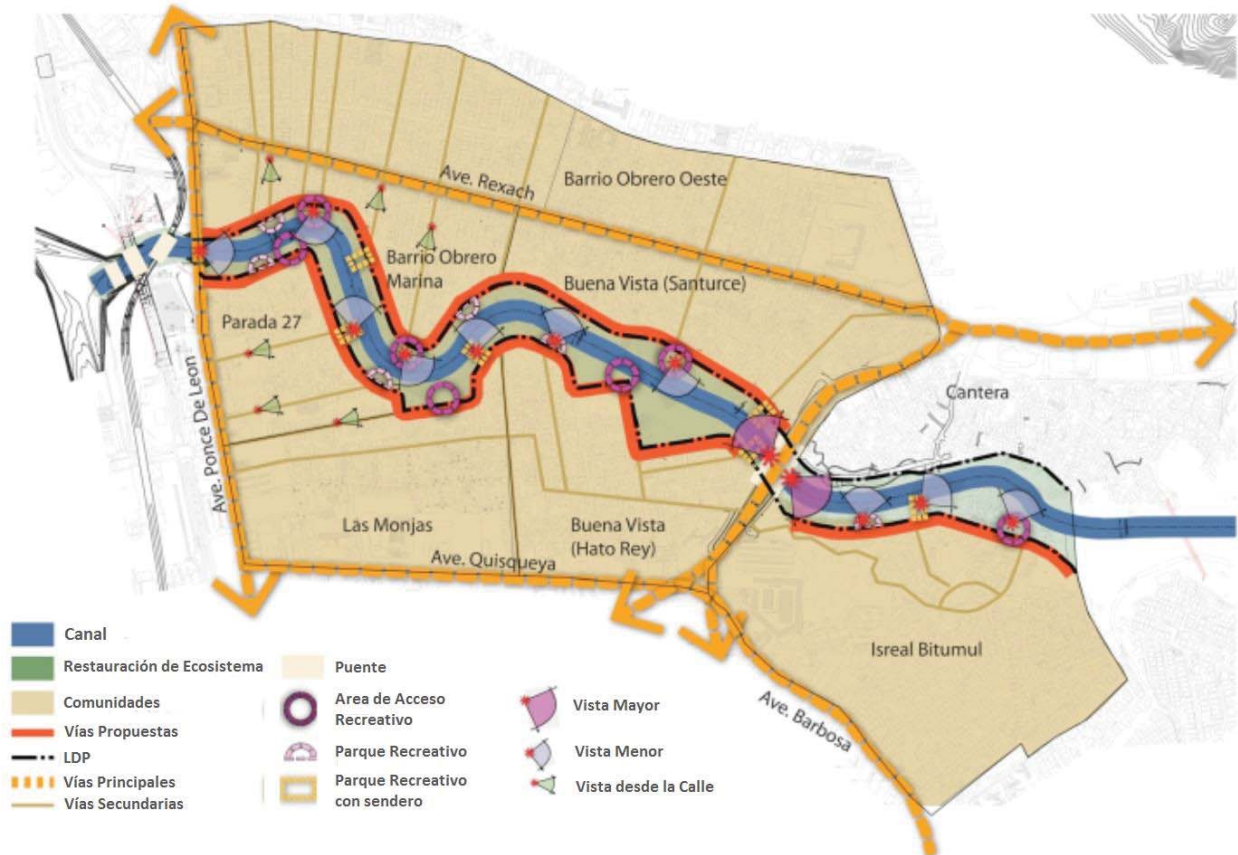 Ave. Rexach
Barrio Obrero Oeste
Barrio Obrero
Marina
Buena Vista (Santurce)
Parada 27
Cantera
Ave. Ponce De Leon
Las Monjas
Buena Vista
(Hato Rey)
Ave. Quisqueya
Isreal Bitumul
Ave. Barbosa
Canal
Restauración de Ecosistema
Comunidades
Vías Propuestas
LDP
Vías Principales
Vías Secundarias
Puente
Area de Acceso
Recreativo
Parque Recreativo
Parque Recreativo
con sendero
Vista Mayor
Vista Menor
Vista desde la Calle